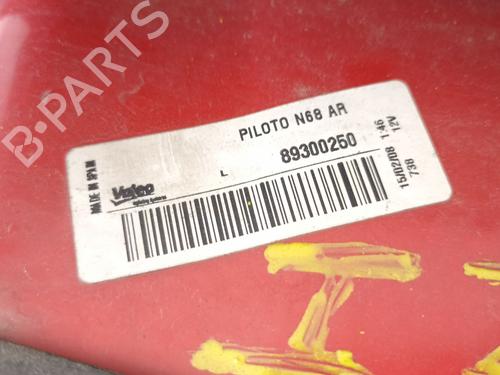 PILOTO N68 AR
L 89300250
MADE IN SPAIN
Valeo
15/02/08 1:46
738 12V
B-PARTS